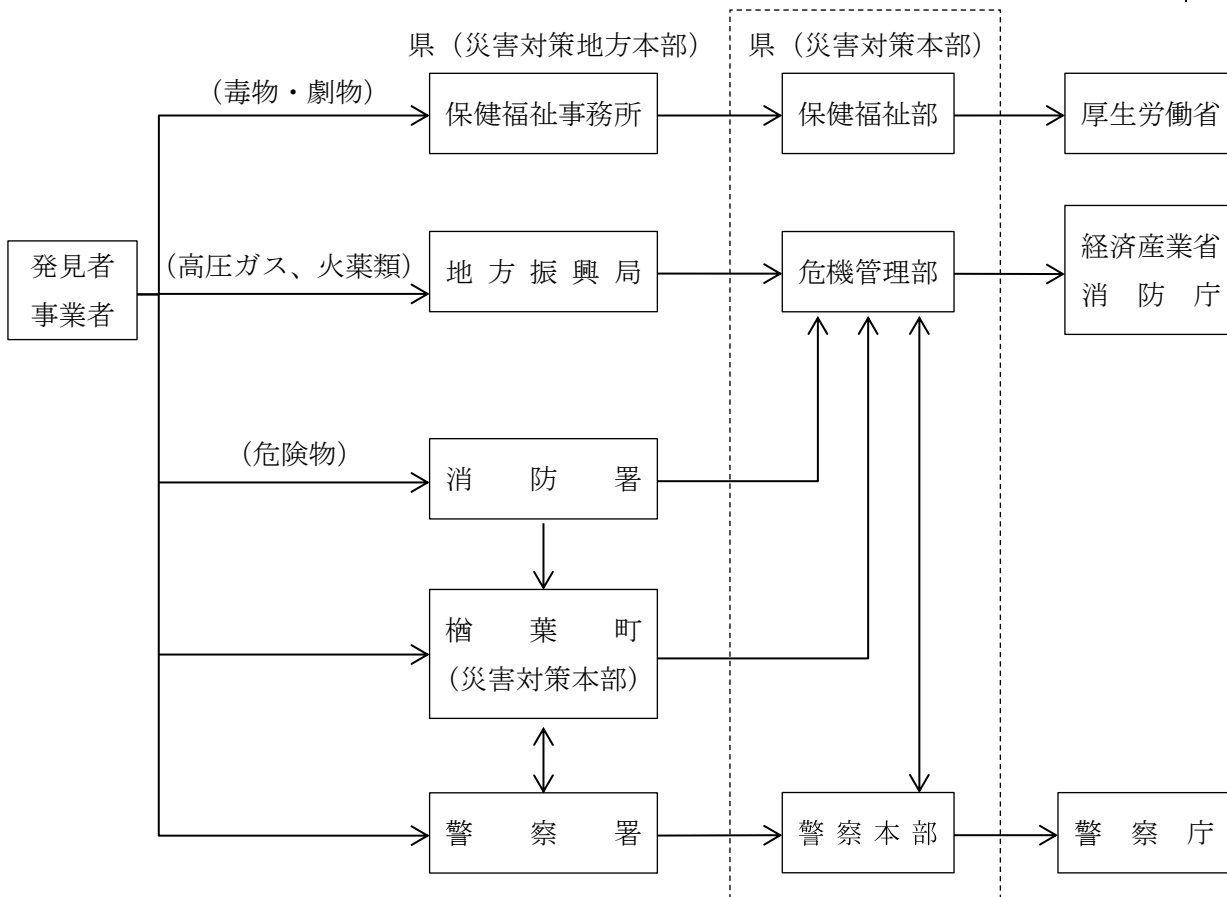 県（災害対策地方本部）
県（災害対策本部）
（毒物・劇物）
保健福祉事務所
保健福祉部
厚生労働省
発見者
事業者
（高圧ガス、火薬類）
地方振興局
危機管理部
経済産業省
消防庁
（危険物）
消防署
楢葉町
（災害対策本部）
警察署
警察本部
警察庁